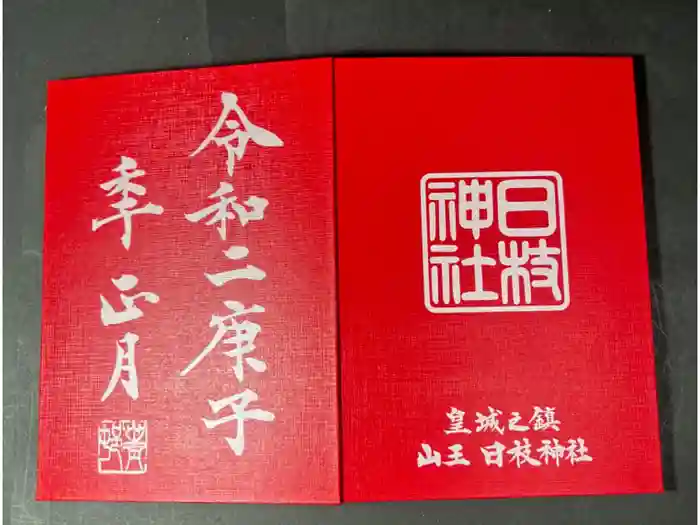 令和二庚子
年 正月
日枝
神社
皇城之鎮
山王 日枝神社